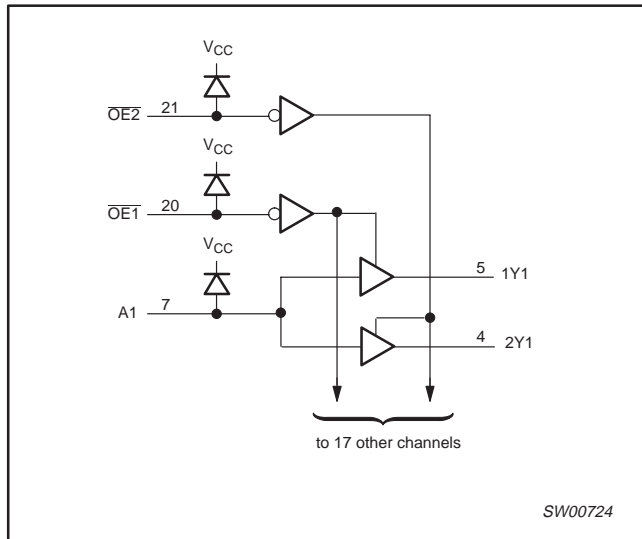 VCC
OE2 21
VCC
OE1 20
VCC
5 1Y1
A1 7
4 2Y1
to 17 other channels
SW00724